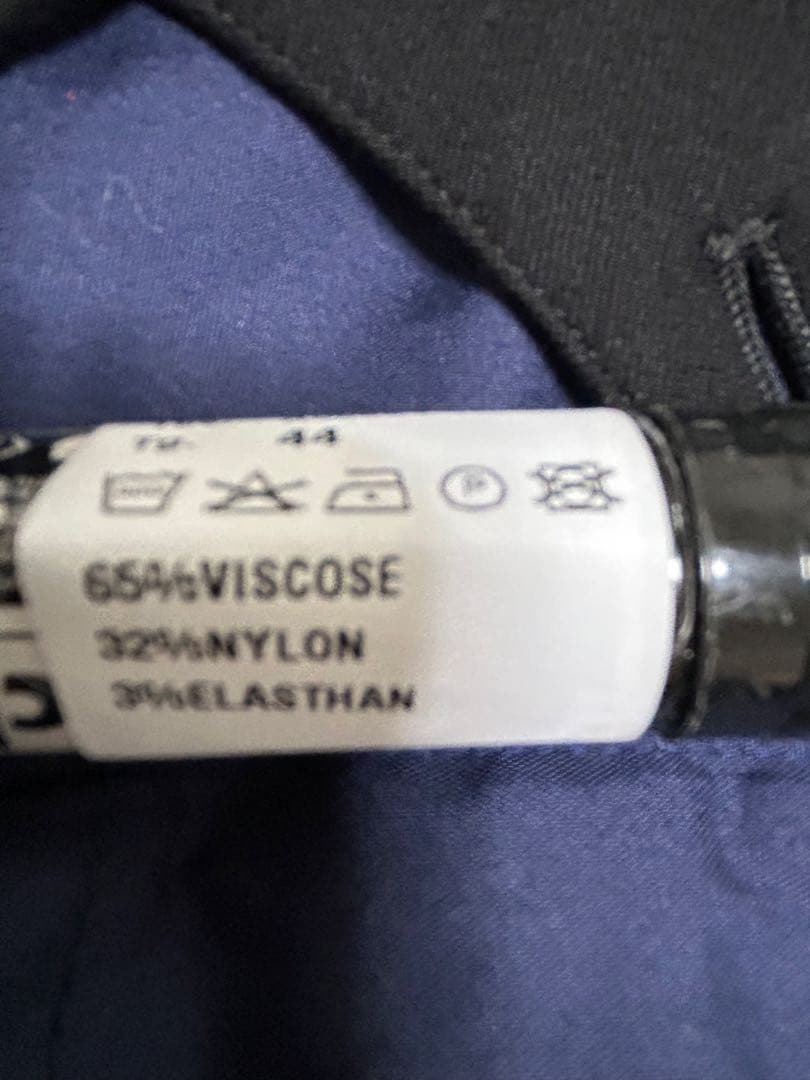 44
P
65%VISCOSE
32%NYLON
3%ELASTHAN